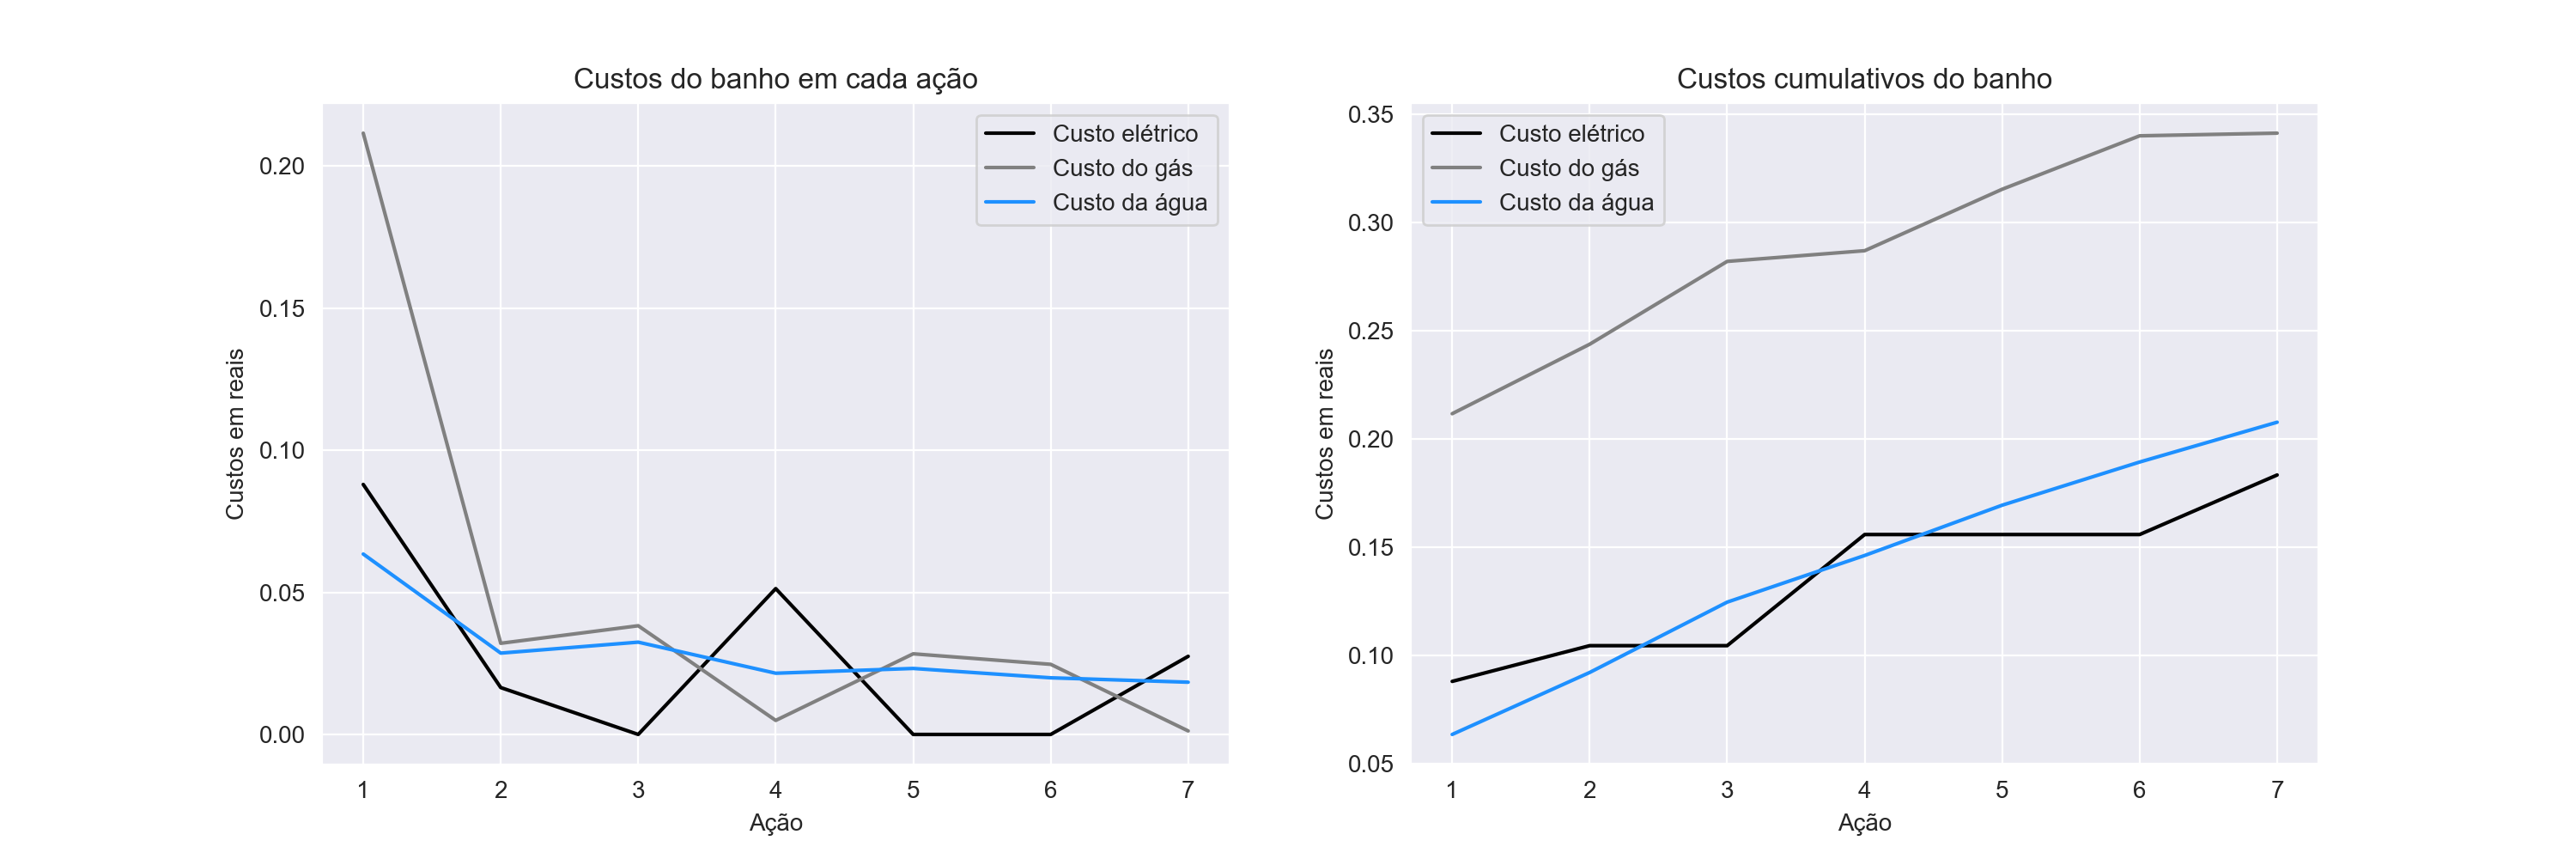 Custos do banho em cada ação
Custo elétrico
Custo do gás
Custo da água
0.20
0.15
0.10
0.05
0.00
Custos em reais
1 2 3 4 5 6 7
Ação
Custos cumulativos do banho
Custo elétrico
Custo do gás
Custo da água
0.35
0.30
0.25
0.20
0.15
0.10
0.05
Custos em reais
1 2 3 4 5 6 7
Ação